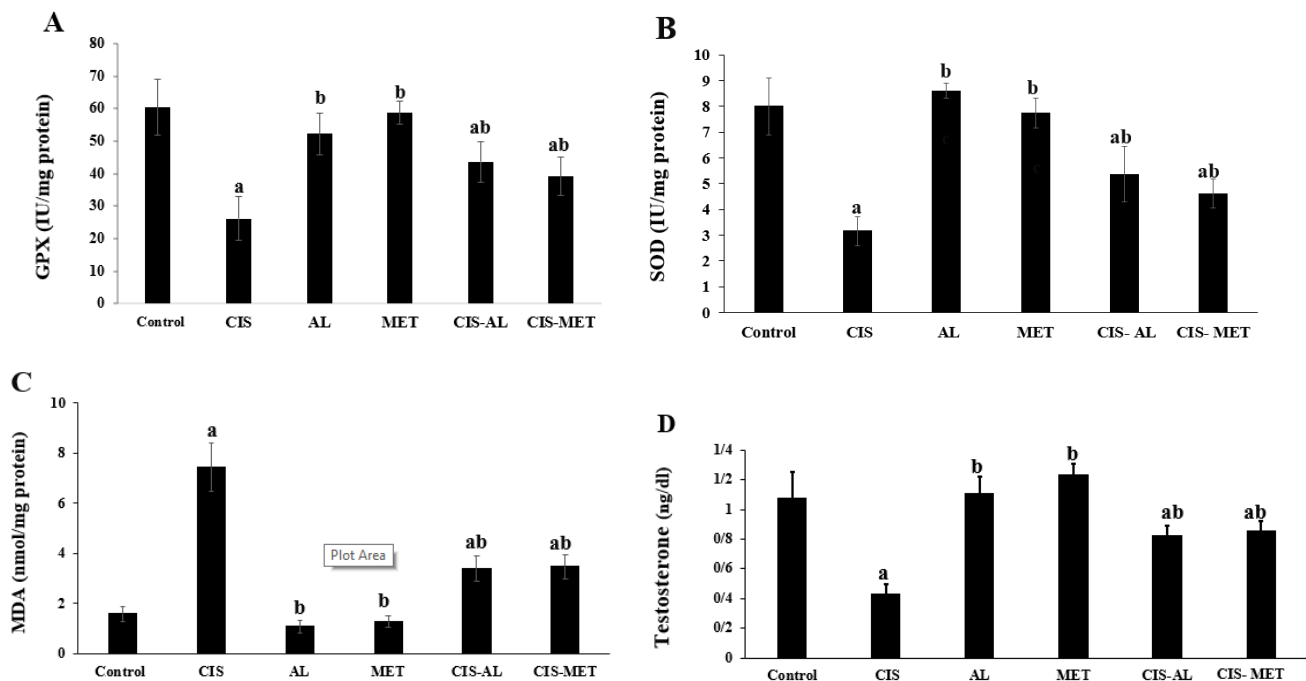 A
GPX (IU/mg protein)
80
70
60
50
40
30
20
10
0
a
b
b
ab
ab
Control CIS AL MET CIS-AL CIS-MET
B
SOD (IU/mg protein)
10
9
8
7
6
5
4
3
2
1
0
a
b
b
ab
ab
c
c
Control CIS AL MET CIS- AL CIS- MET
C
MDA (nmol/mg protein)
10
8
6
4
2
0
a
b
b
ab
ab
Plot Area
Control CIS AL MET CIS-AL CIS-MET
D
Testosterone (ng/dl)
1/4
1/2
1
0/8
0/6
0/4
0/2
0
a
b
b
ab
ab
Control CIS AL MET CIS-AL CIS- MET